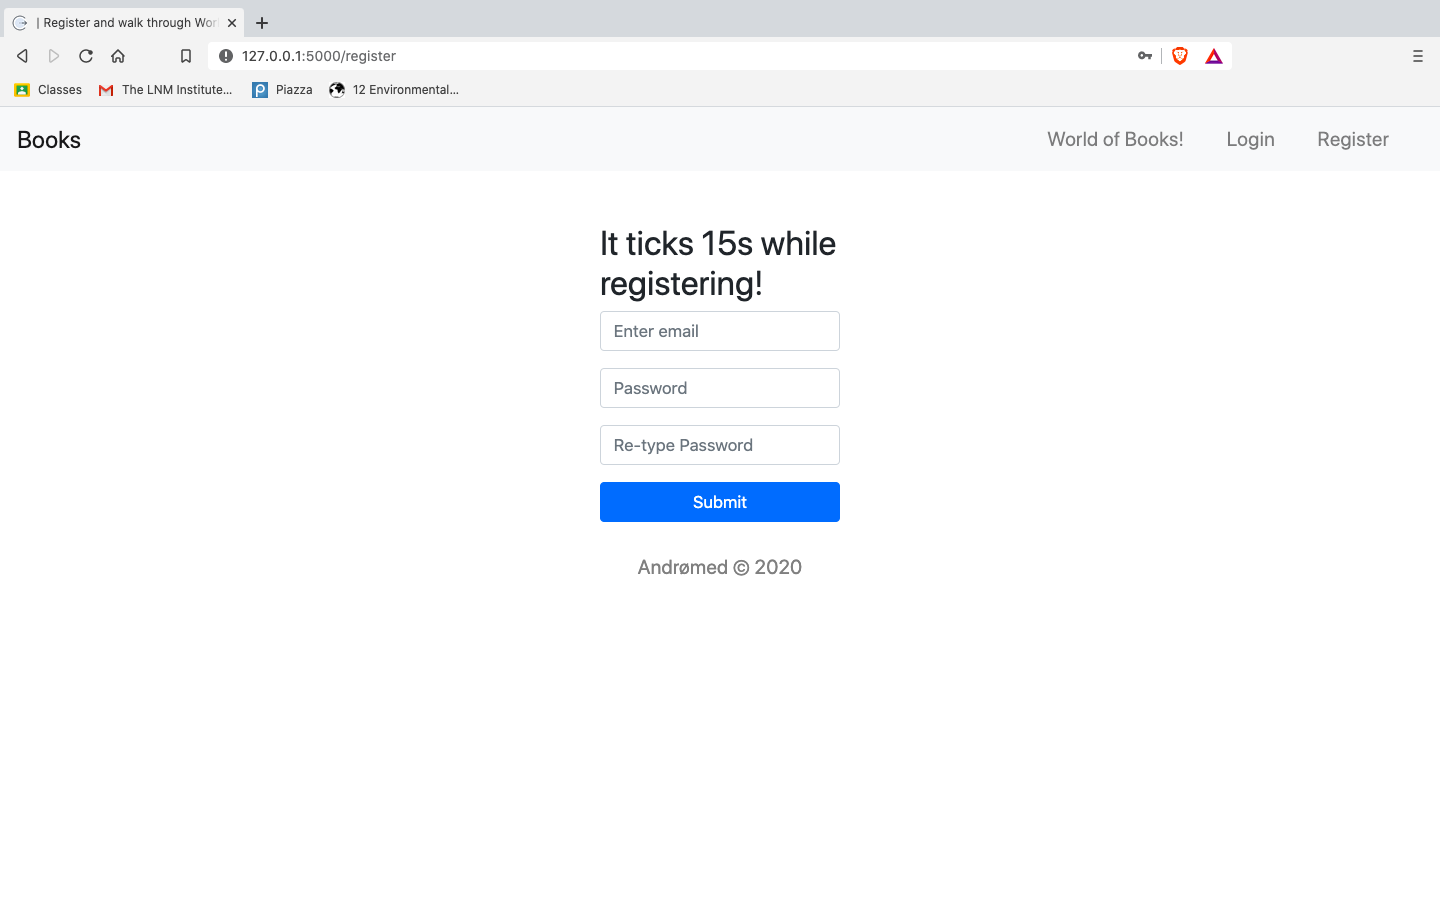 | Register and walk through Wor
127.0.0.1:5000/register
Classes
The LNM Institute...
Piazza
12 Environmental...
Books
World of Books!
Login
Register
It ticks 15s while
registering!
Enter email
Password
Re-type Password
Submit
Andrømed © 2020